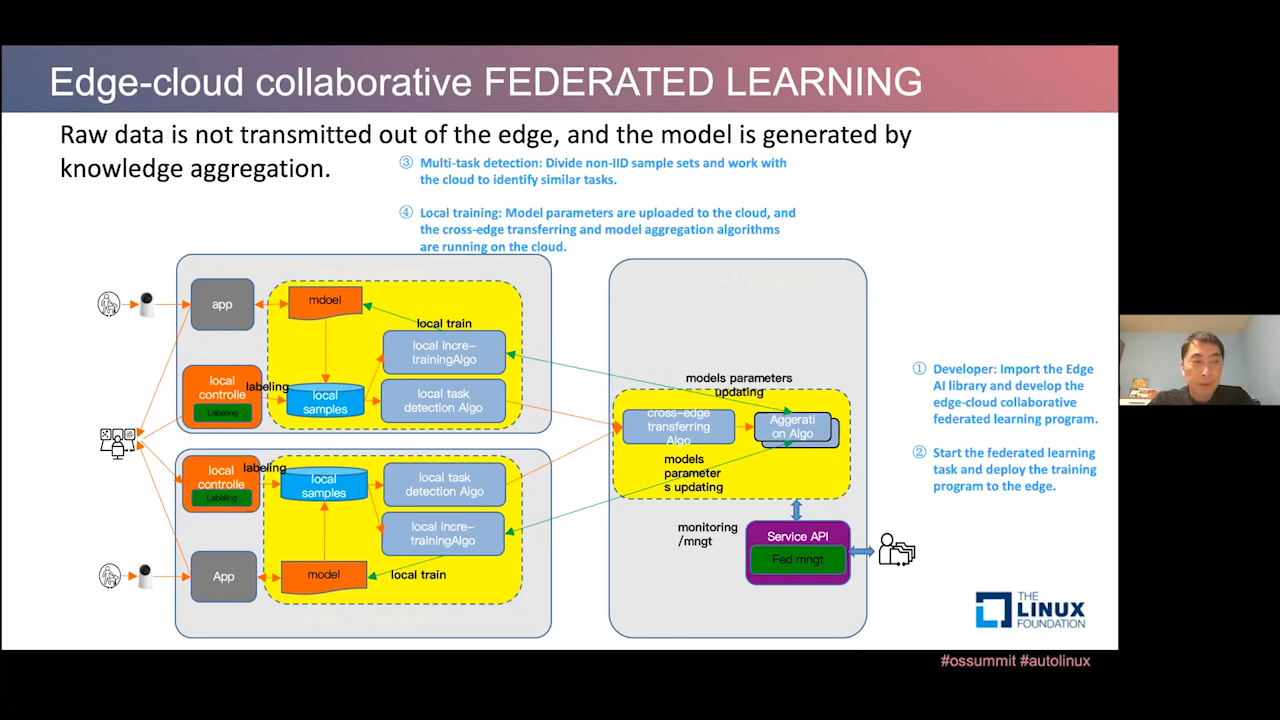 Edge-cloud collaborative FEDERATED LEARNING
Raw data is not transmitted out of the edge, and the model is generated by
knowledge aggregation.
③ Multi-task detection: Divide non-IID sample sets and work with
the cloud to identify similar tasks.
④ Local training: Model parameters are uploaded to the cloud, and
the cross-edge transferring and model aggregation algorithms
are running on the cloud.
app
mdoel
local train
local incre-
trainingAlgo
local
controlle
Labeling
labeling
local
samples
local task
detection Algo
local
controlle
Labeling
labeling
local
samples
local task
detection Algo
local incre-
trainingAlgo
App
model
local train
models parameters
updating
cross-edge
transferring
Algo
Aggerati
on Algo
models
parameter
s updating
monitoring
/mngt
Service API
Fed mngt
① Developer: Import the Edge
AI library and develop the
edge-cloud collaborative
federated learning program.
② Start the federated learning
task and deploy the training
program to the edge.
THE
LINUX
FOUNDATION
#ossummit #autolinux